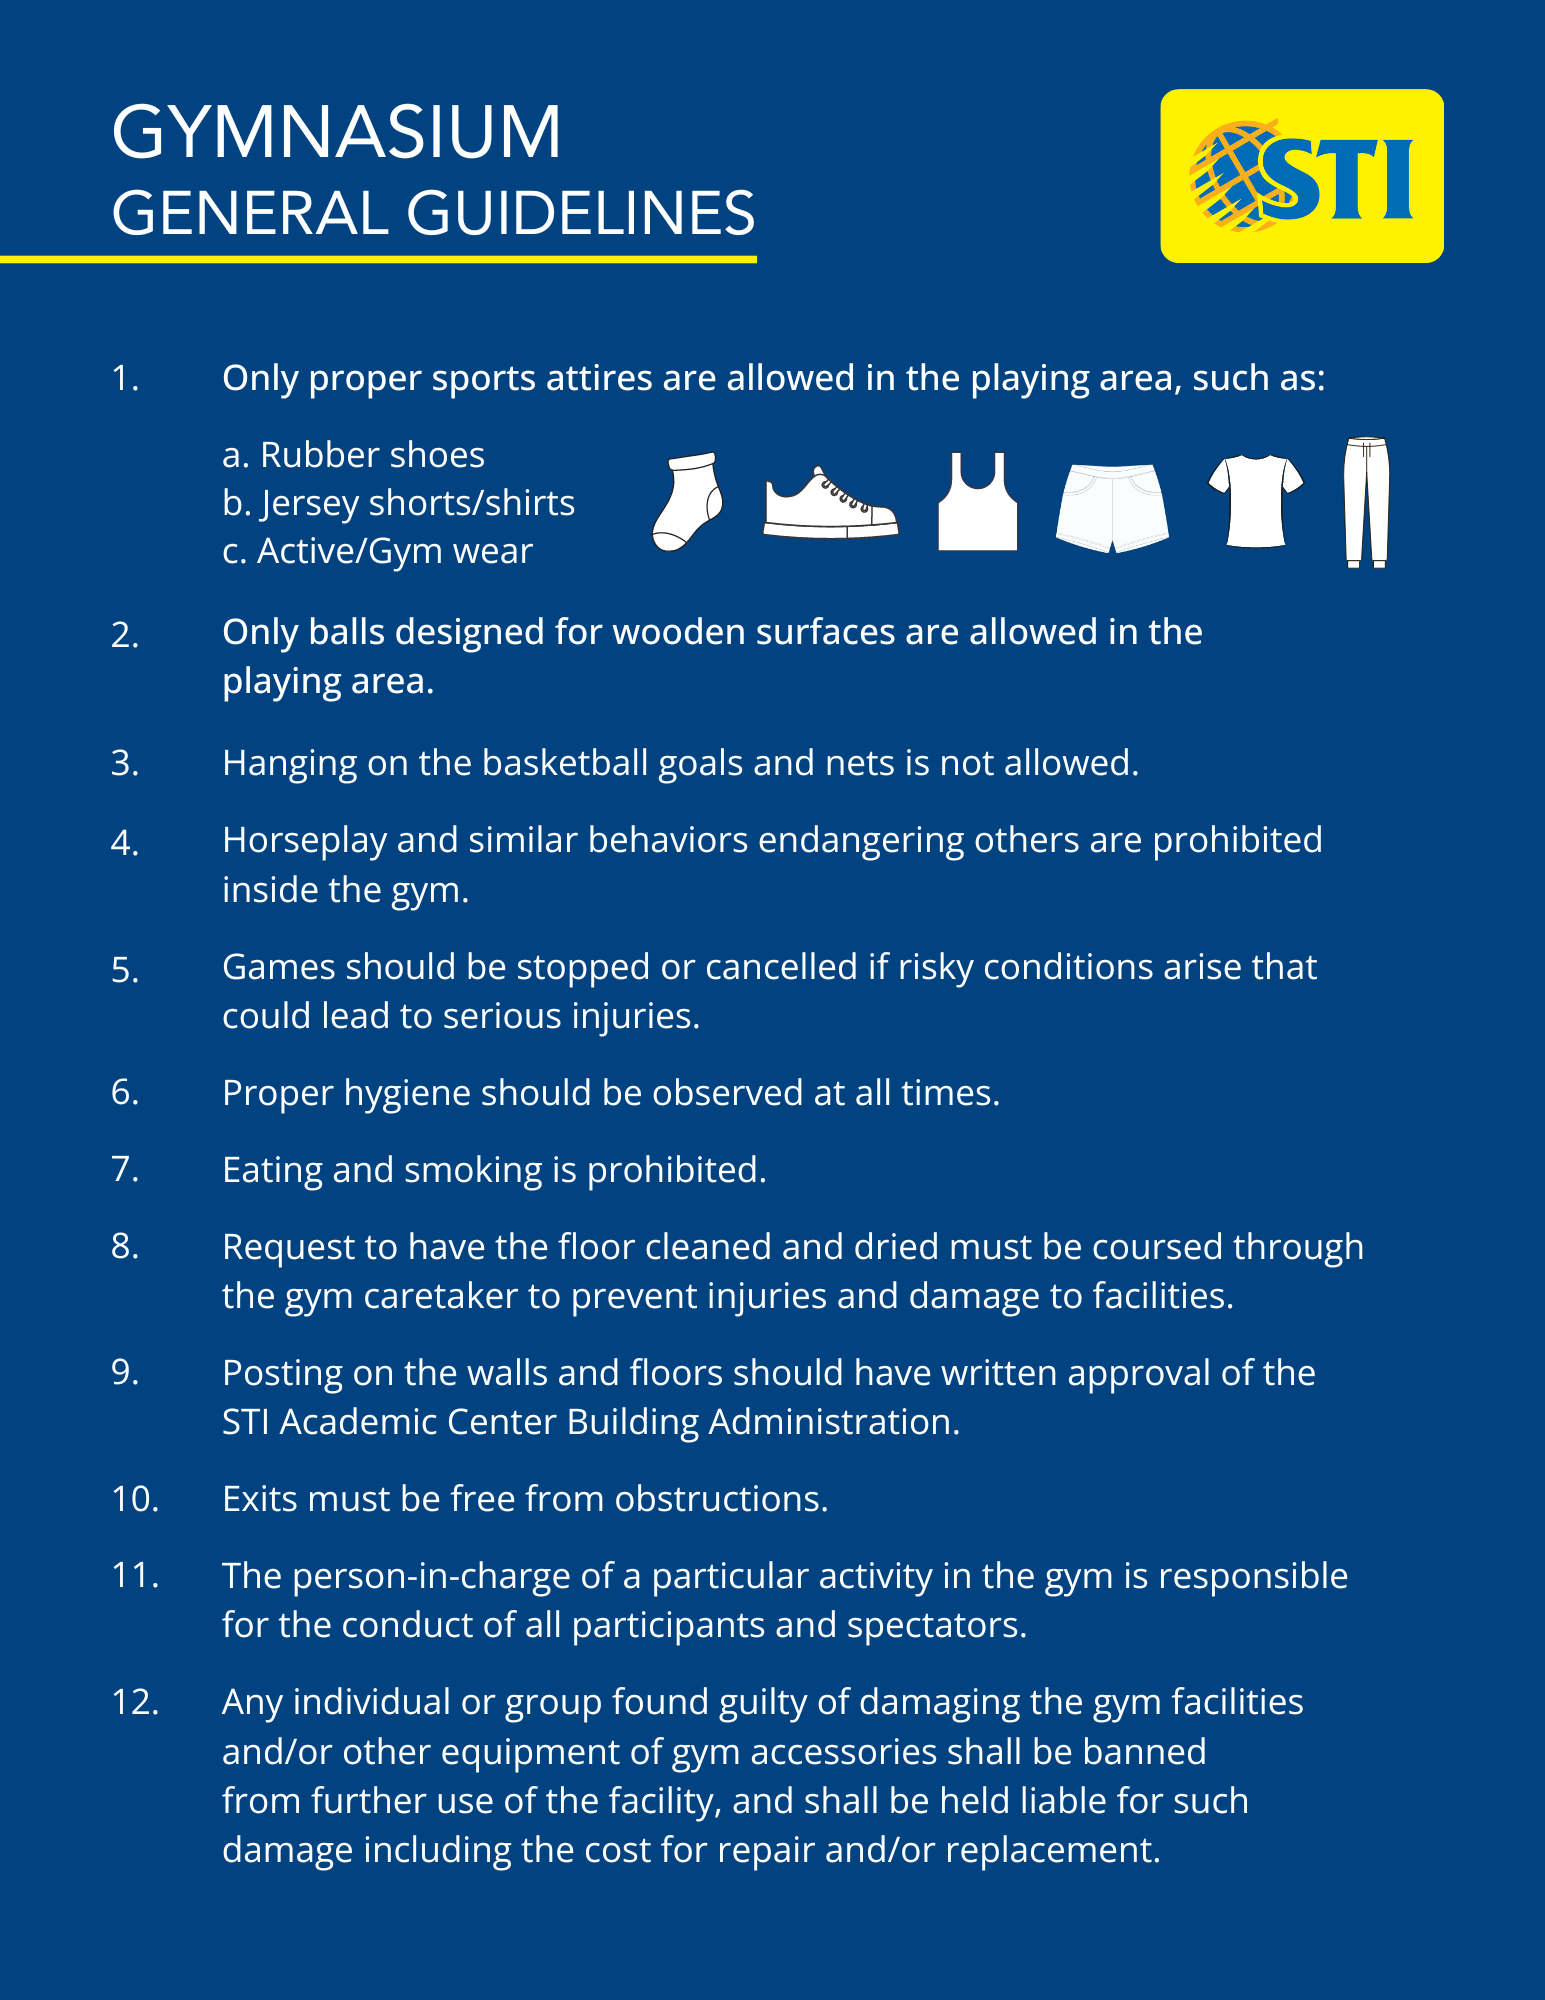 GYMNASIUM
GENERAL GUIDELINES
STI
1. Only proper sports attires are allowed in the playing area, such as:
a. Rubber shoes
b. Jersey shorts/shirts
c. Active/Gym wear
2. Only balls designed for wooden surfaces are allowed in the
playing area.
3. Hanging on the basketball goals and nets is not allowed.
4. Horseplay and similar behaviors endangering others are prohibited
inside the gym.
5. Games should be stopped or cancelled if risky conditions arise that
could lead to serious injuries.
6. Proper hygiene should be observed at all times.
7. Eating and smoking is prohibited.
8. Request to have the floor cleaned and dried must be coursed through
the gym caretaker to prevent injuries and damage to facilities.
9. Posting on the walls and floors should have written approval of the
STI Academic Center Building Administration.
10. Exits must be free from obstructions.
11. The person-in-charge of a particular activity in the gym is responsible
for the conduct of all participants and spectators.
12. Any individual or group found guilty of damaging the gym facilities
and/or other equipment of gym accessories shall be banned
from further use of the facility, and shall be held liable for such
damage including the cost for repair and/or replacement.